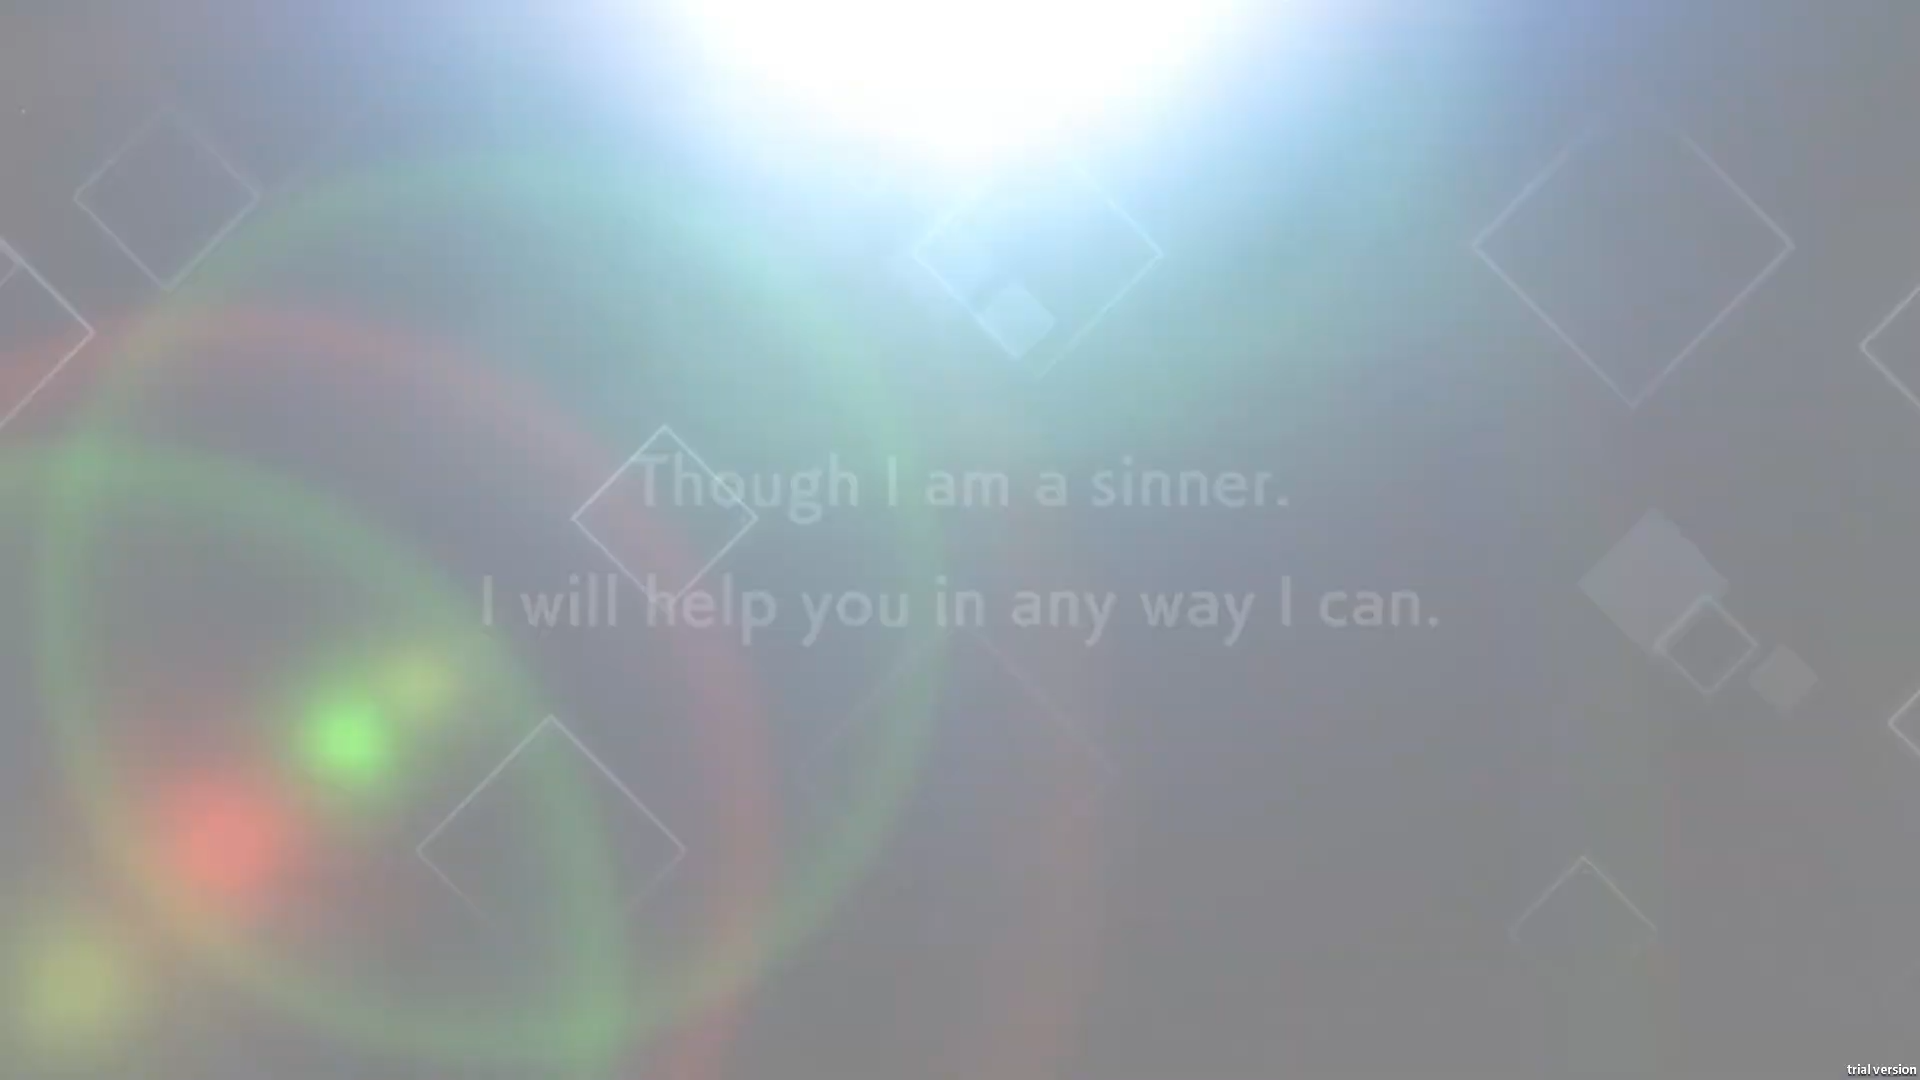 Though I am a sinner.
I will help you in any way I can.
trial version